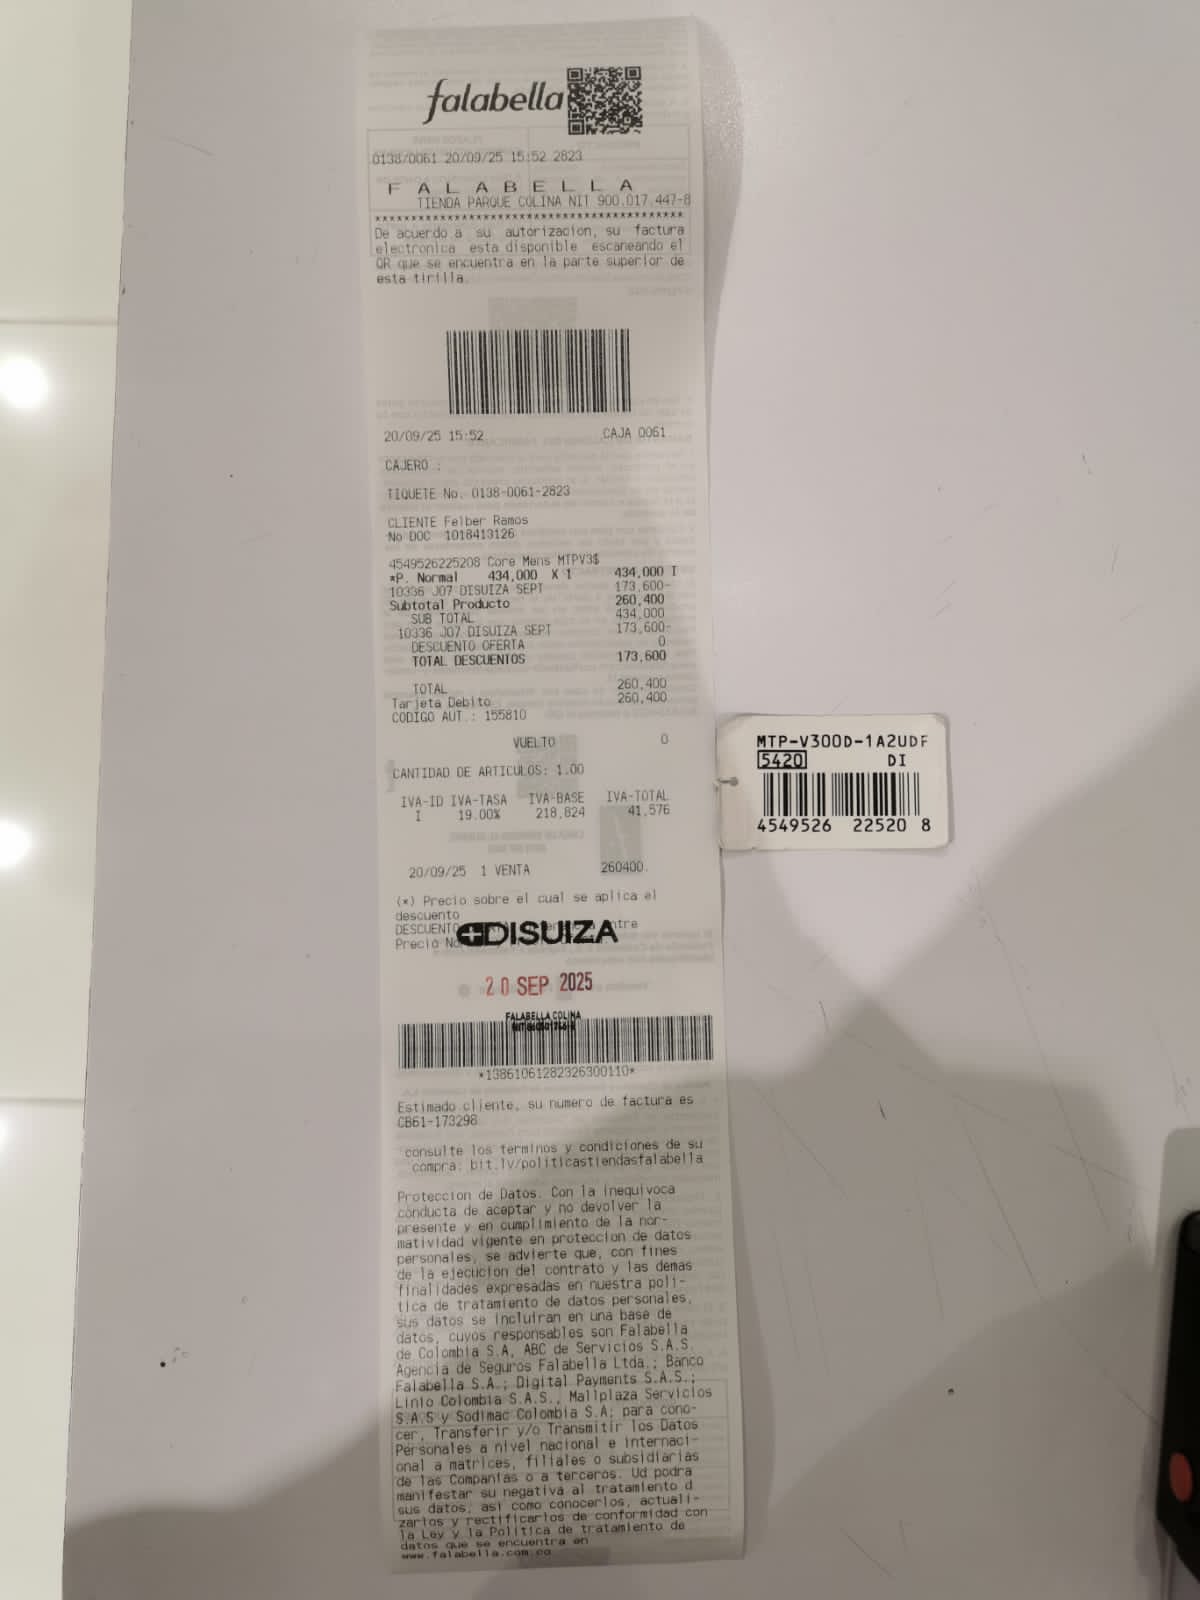 falabella
0138/0061 20/09/25 15:52 2823
F A L A B E L L A
TIENDA PARQUE COLINA NIT 900.017.447-8
******************************************
De acuerdo a su autorizacion, su factura
electronica esta disponible escaneando el
QR que se encuentra en la parte superior de
esta tirilla.
20/09/25 15:52 CAJA 0061
CAJERO :
TIQUETE No. 0138-0061-2823
CLIENTE Felber Ramos
No DOC 1018413126
4549526225208 Core Mens MTPV3$
*P. Normal 434,000 X 1 434,000 I
10336 J07 DISUIZA SEPT 173,600-
Subtotal Producto 260,400
SUB TOTAL 434,000
10336 J07 DISUIZA SEPT 173,600-
DESCUENTO OFERTA 0
TOTAL DESCUENTOS 173,600
TOTAL 260,400
Tarjeta Debito 260,400
CODIGO AUT.: 155810
VUELTO 0
CANTIDAD DE ARTICULOS: 1.00
IVA-ID IVA-TASA IVA-BASE IVA-TOTAL
I 19.00% 218,824 41,576
20/09/25 1 VENTA 260400.
(*) Precio sobre el cual se aplica el
descuento
DESCUENTO entre
Precio
DISUIZA
20 SEP 2025
FALABELLA COLINA
*13861061282326300110*
Estimado cliente, su numero de factura es
CB61-173298
consulte los terminos y condiciones de su
compra: bit.ly/politicastiendasfalabella
Proteccion de Datos. Con la inequivoca
conducta de aceptar y no devolver la
presente y en cumplimiento de la nor-
matividad vigente en proteccion de datos
personales, se advierte que, con fines
de la ejecucion del contrato y las demas
finalidades expresadas en nuestra poli-
tica de tratamiento de datos personales,
sus datos se incluiran en una base de
datos, cuyos responsables son Falabella
de Colombia S.A, ABC de Servicios S.A.S.
Agencia de Seguros Falabella Ltda.; Banco
Falabella S.A.; Digital Payments S.A.S.;
Linio Colombia S.A.S., Mallplaza Servicios
S.A.S y Sodimac Colombia S.A; para cono-
cer, Transferir y/o Transmitir los Datos
Personales a nivel nacional e internaci-
onal a matrices, filiales o subsidiarias
de las Companias o a terceros. Ud podra
manifestar su negativa al tratamiento d
sus datos, asi como conocerlos, actuali-
zarlos y rectificarlos de conformidad con
la Ley y la Politica de tratamiento de
datos que se encuentra en
www.falabella.com.co
MTP-V300D-1A2UDF
5420 DI
4549526 22520 8